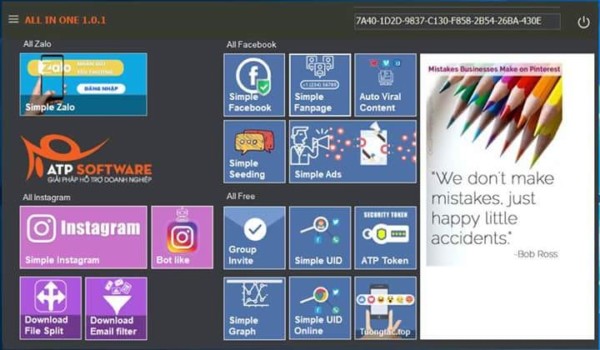 ALL IN ONE 1.0.1
7A40-1D2D-9837-C130-F858-2B54-26BA-430E
All Zalo
Zalo
ĐĂNG NHẬP
Simple Zalo
ATP SOFTWARE
GIẢI PHÁP HỖ TRỢ DOANH NGHIỆP
All Facebook
Simple
Facebook
+(234) 56789
Simple
Fanpage
Auto Viral
Content
Simple
Seeding
Simple Ads
All Instagram
Instagram
Simple Instagram
Bot like
Download
File Split
Download
Email filter
All Free
Group
Invite
Simple UID
SECURITY TOKEN
ATP Token
Simple
Graph
Simple UID
Online
Tuongtac.top
Mistakes Businesses Make on Pinterest
"We don't make
mistakes, just
happy little
accidents."
-Bob Ross